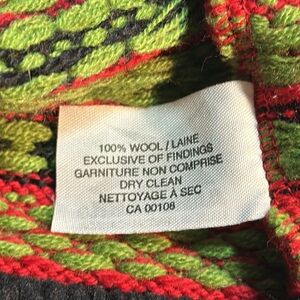 100% WOOL / LAINE
EXCLUSIVE OF FINDINGS
GARNITURE NON COMPRISE
DRY CLEAN
NETTOYAGE À SEC
CA 00108